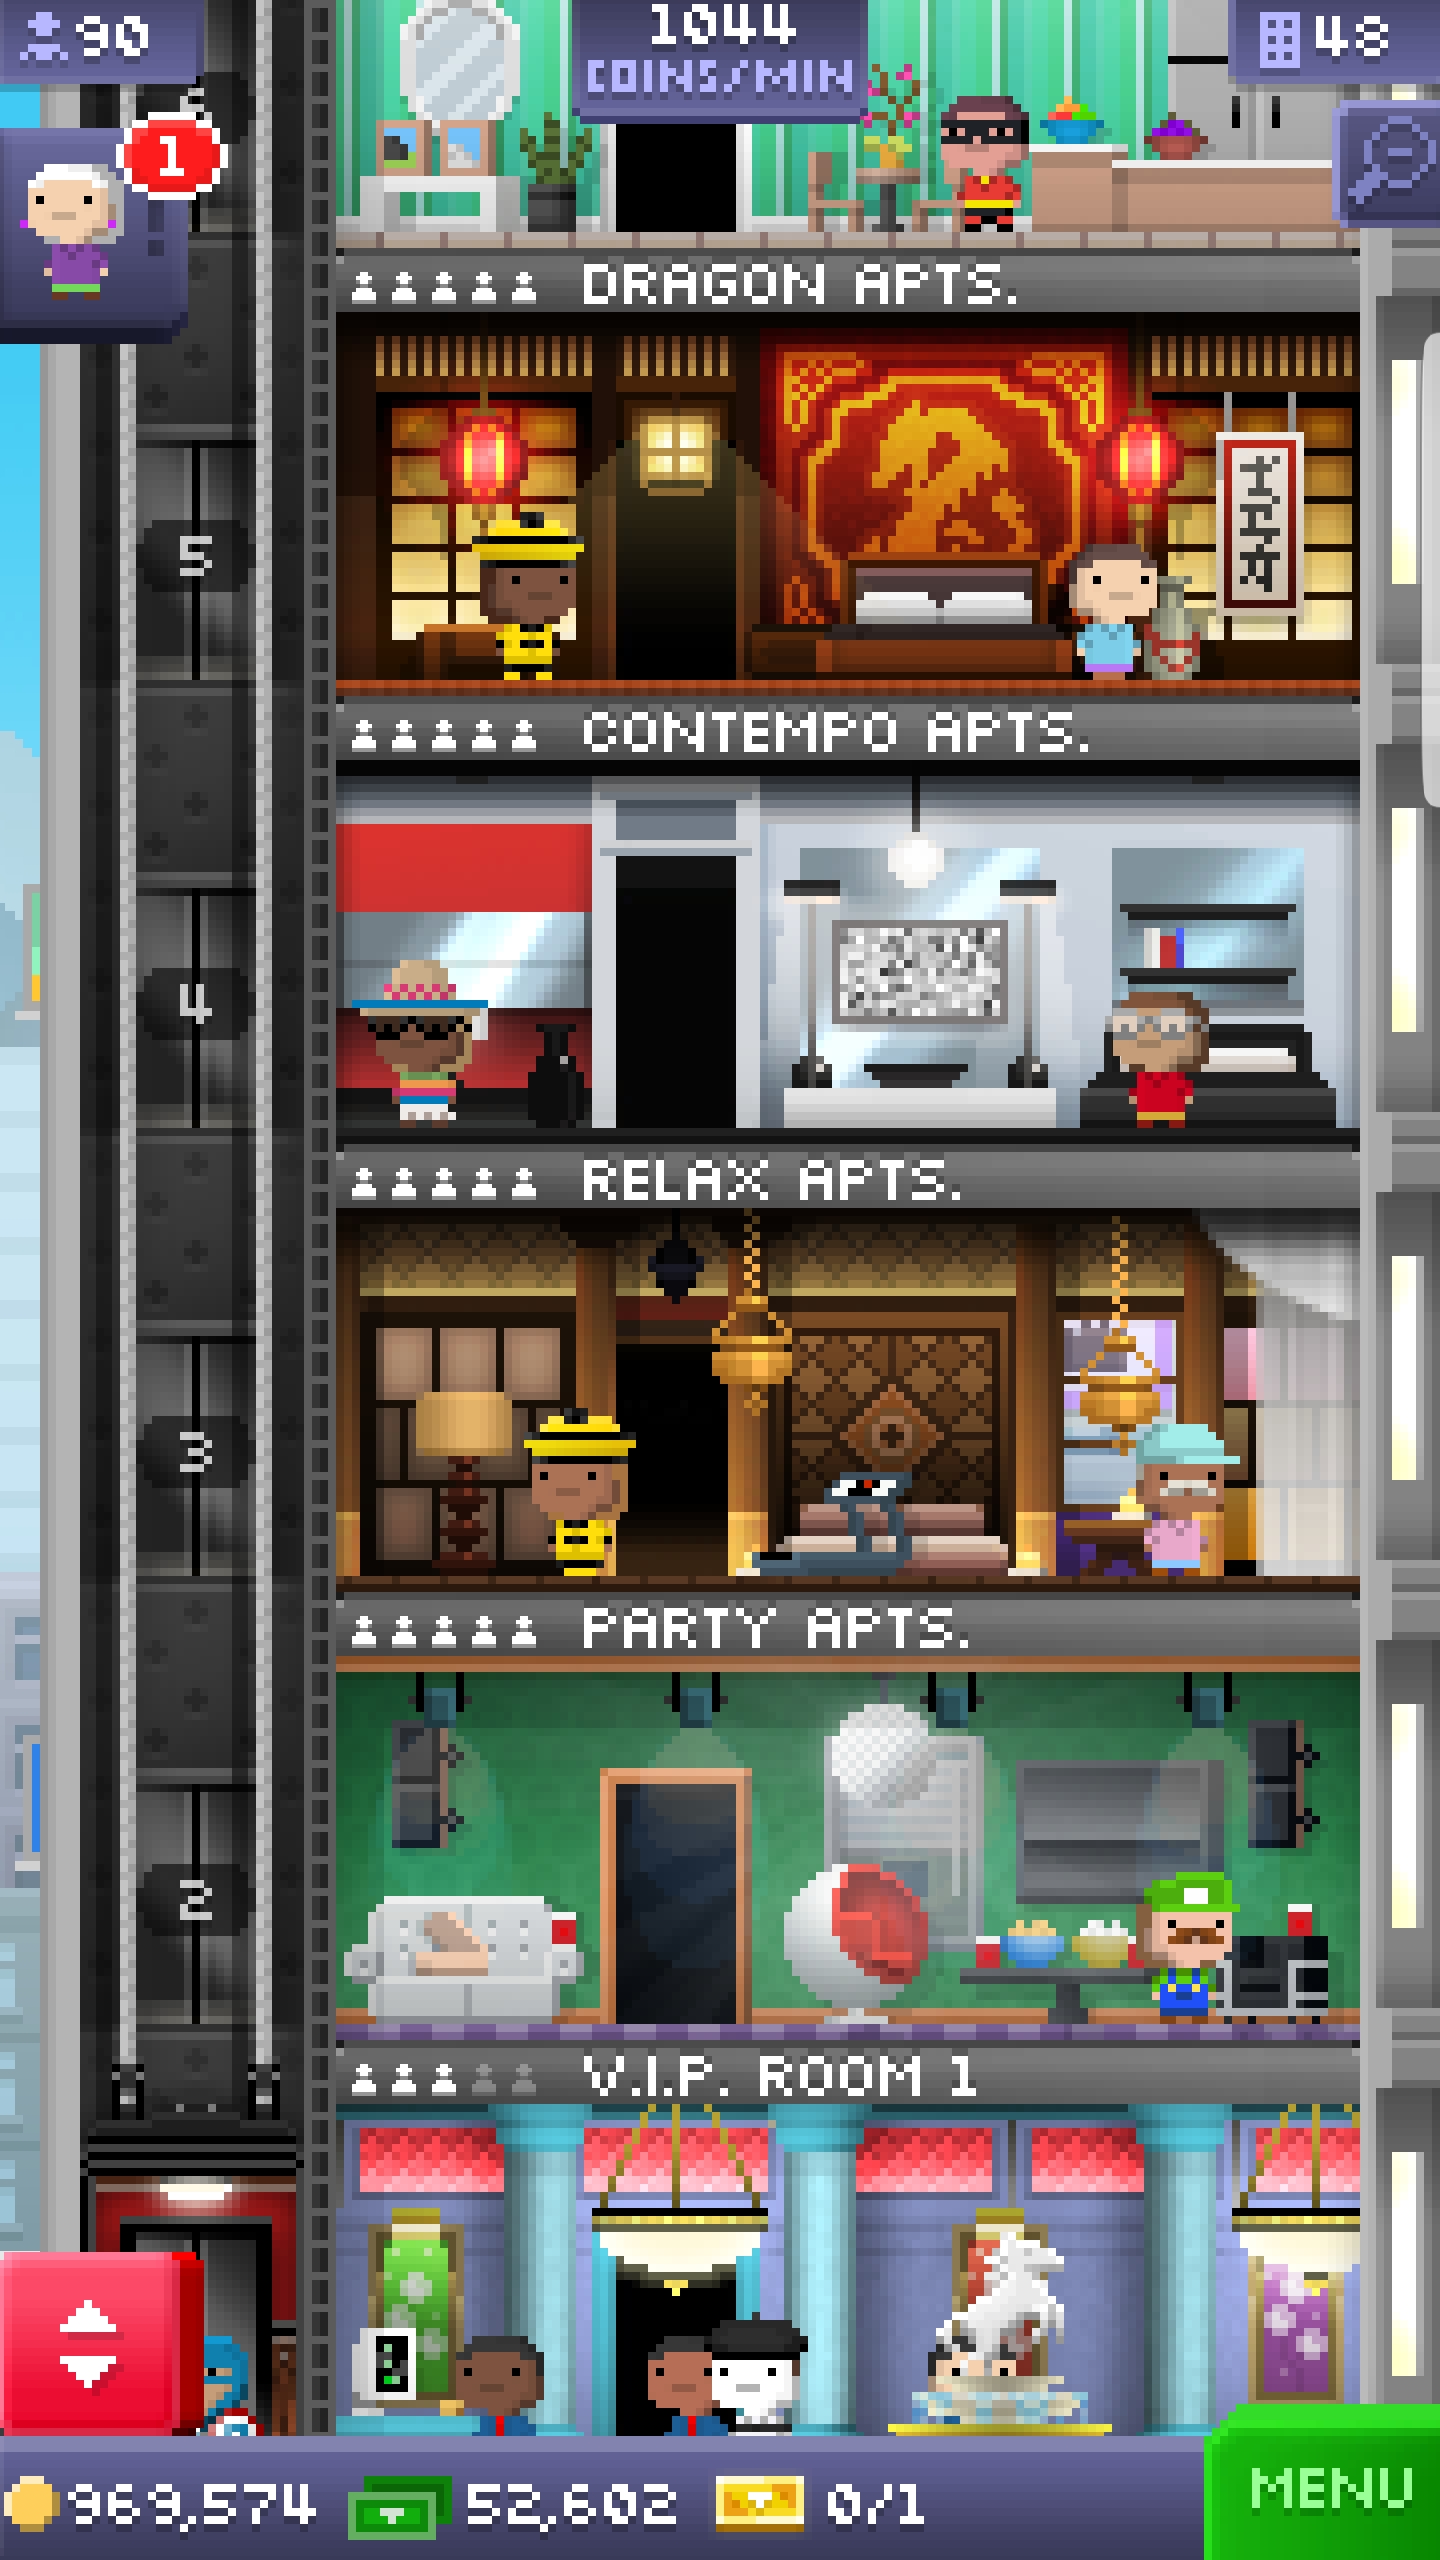 90
1044
COINS/MIN
48
1
DRAGON APTS.
5
CONTEMPO APTS.
4
RELAX APTS.
3
PARTY APTS.
2
V.I.P. ROOM 1
969,574
52,602
0/1
MENU